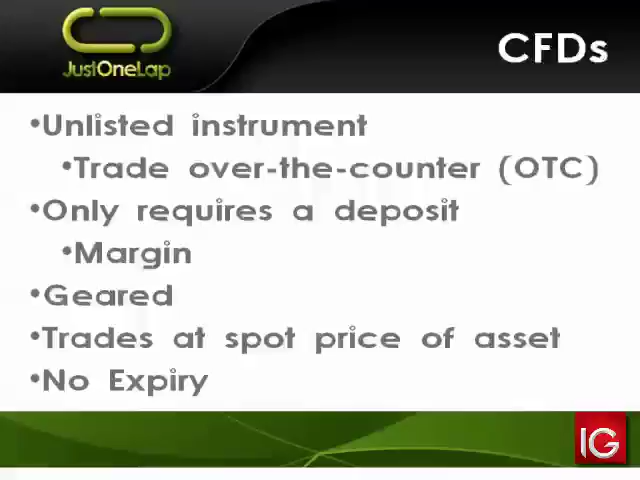 CFDs
JustOneLap
•Unlisted instrument
•Trade over-the-counter (OTC)
•Only requires a deposit
•Margin
•Geared
•Trades at spot price of asset
•No Expiry
IG